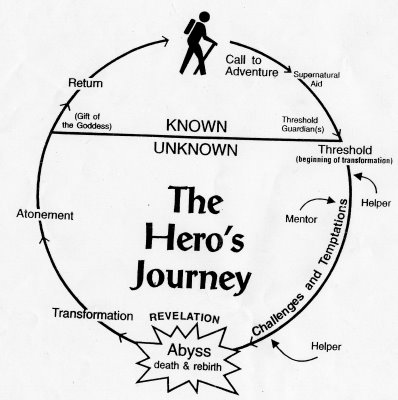 Call to
Adventure
Supernatural
Aid
Return
(Gift of
the Goddess)
KNOWN
Threshold
Guardian(s)
UNKNOWN
Threshold
(beginning of transformation)
Helper
Mentor
The
Hero's
Journey
Challenges and Temptations
Atonement
Transformation
REVELATION
Abyss
death & rebirth
Helper